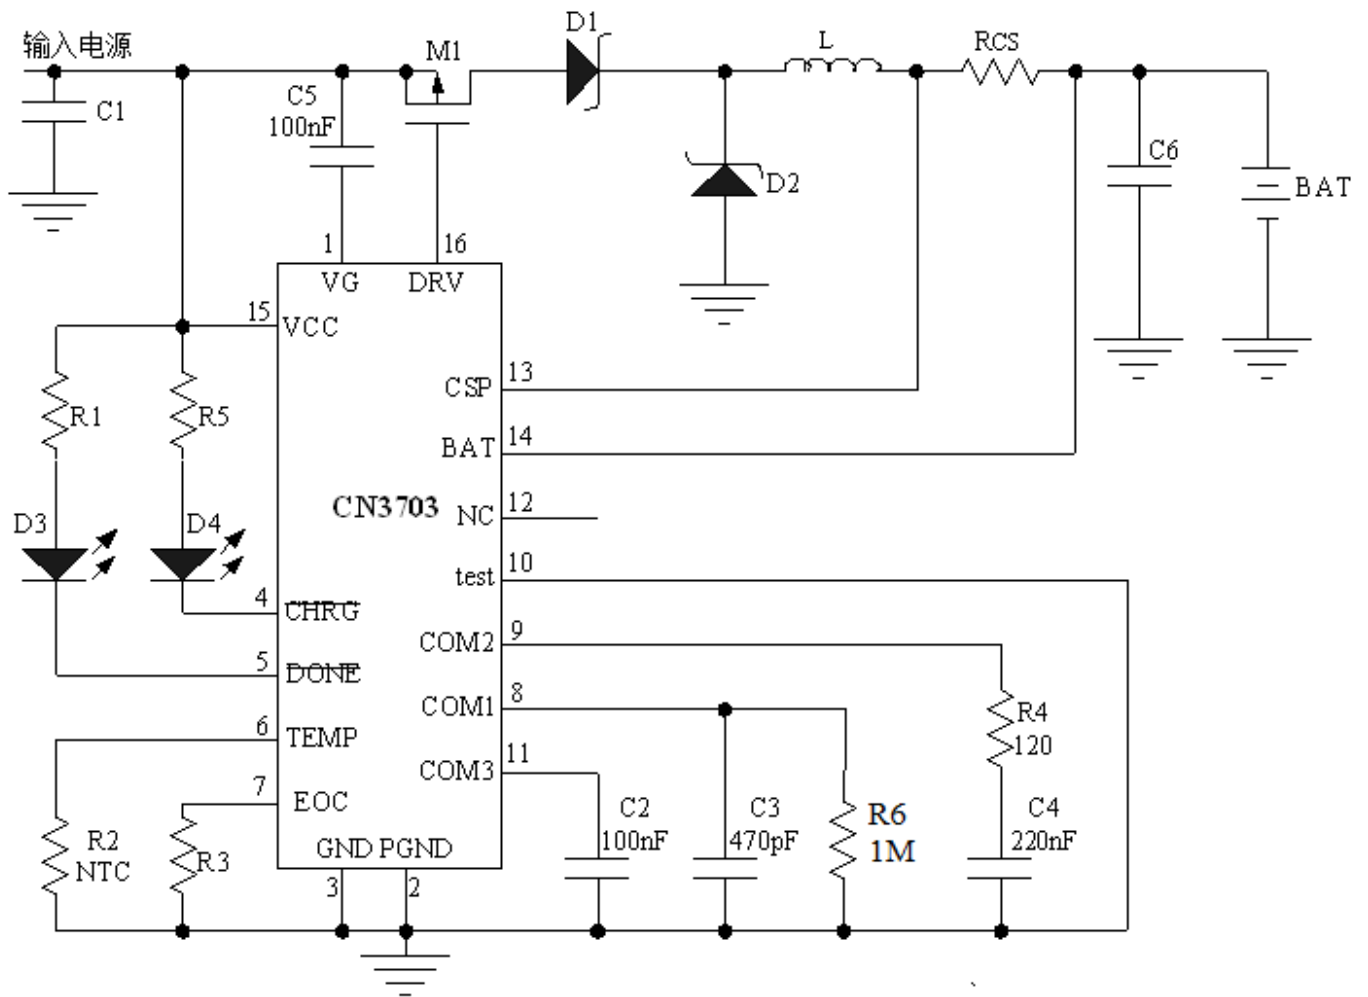 输入电源
C1
C5
100nF
M1
D1
L
RCS
D2
C6
BAT
1
16
VG
DRV
15
VCC
R1
R5
D3
D4
CN3703
CSP
13
BAT
14
NC
12
test
10
4
CHRG
COM2
9
5
DONE
COM1
8
6
TEMP
COM3
11
7
EOC
R4
120
R2
NTC
R3
GND PGND
3
2
C2
100nF
C3
470pF
R6
1M
C4
220nF